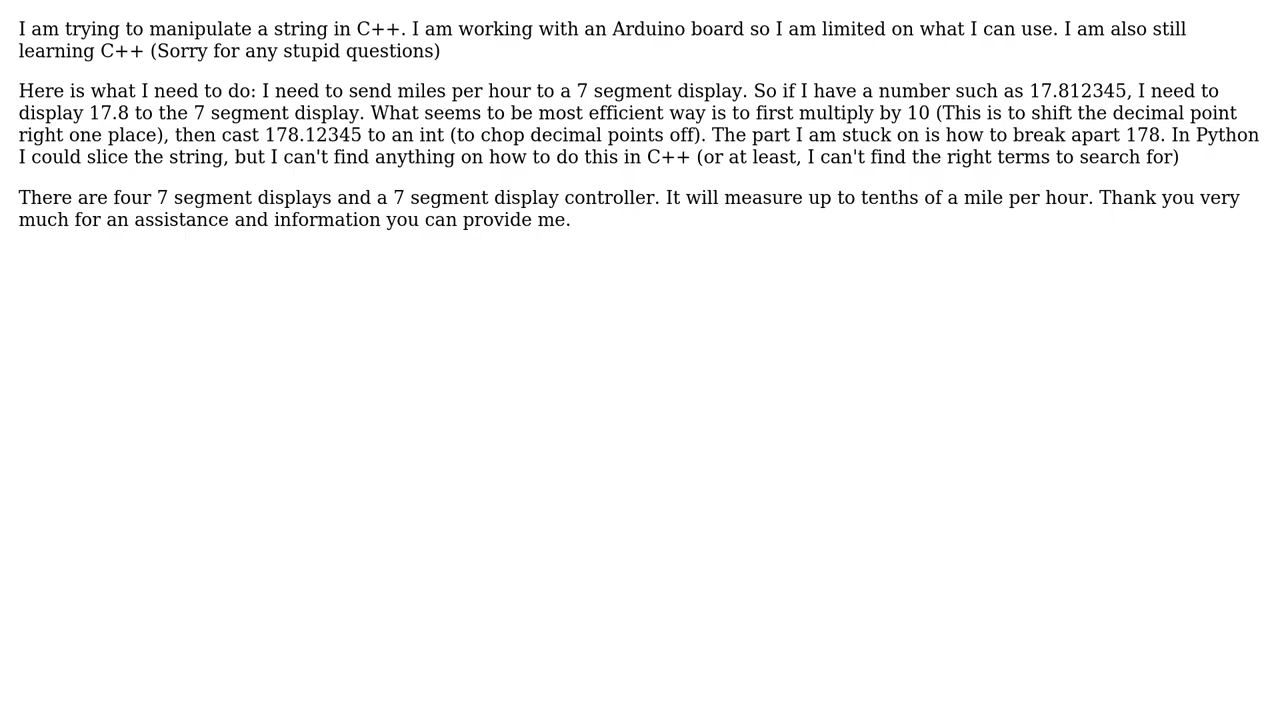 I am trying to manipulate a string in C++. I am working with an Arduino board so I am limited on what I can use. I am also still
learning C++ (Sorry for any stupid questions)
Here is what I need to do: I need to send miles per hour to a 7 segment display. So if I have a number such as 17.812345, I need to
display 17.8 to the 7 segment display. What seems to be most efficient way is to first multiply by 10 (This is to shift the decimal point
right one place), then cast 178.12345 to an int (to chop decimal points off). The part I am stuck on is how to break apart 178. In Python
I could slice the string, but I can't find anything on how to do this in C++ (or at least, I can't find the right terms to search for)
There are four 7 segment displays and a 7 segment display controller. It will measure up to tenths of a mile per hour. Thank you very
much for an assistance and information you can provide me.